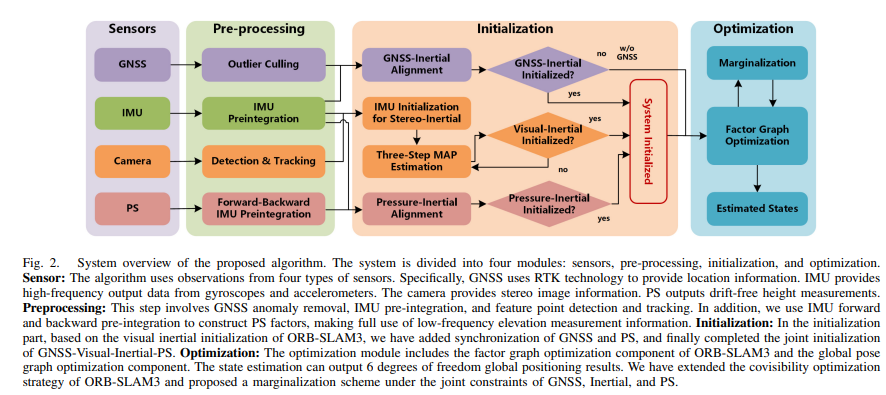 Sensors
Pre-processing
Initialization
Optimization
GNSS
Outlier Culling
GNSS-Inertial
Alignment
GNSS-Inertial
Initialized?
no
w/o
GNSS
yes
Marginalization
IMU
IMU
Preintegration
IMU Initialization
for Stereo-Inertial
Visual-Inertial
Initialized?
yes
no
System Initialized
Factor Graph
Optimization
Camera
Detection & Tracking
Three-Step MAP
Estimation
PS
Forward-Backward
IMU Preintegration
Pressure-Inertial
Alignment
Pressure-Inertial
Initialized?
yes
Estimated States
Fig. 2. System overview of the proposed algorithm. The system is divided into four modules: sensors, pre-processing, initialization, and optimization.
Sensor: The algorithm uses observations from four types of sensors. Specifically, GNSS uses RTK technology to provide location information. IMU provides
high-frequency output data from gyroscopes and accelerometers. The camera provides stereo image information. PS outputs drift-free height measurements.
Preprocessing: This step involves GNSS anomaly removal, IMU pre-integration, and feature point detection and tracking. In addition, we use IMU forward
and backward pre-integration to construct PS factors, making full use of low-frequency elevation measurement information. Initialization: In the initialization
part, based on the visual inertial initialization of ORB-SLAM3, we have added synchronization of GNSS and PS, and finally completed the joint initialization
of GNSS-Visual-Inertial-PS. Optimization: The optimization module includes the factor graph optimization component of ORB-SLAM3 and the global pose
graph optimization component. The state estimation can output 6 degrees of freedom global positioning results. We have extended the covisibility optimization
strategy of ORB-SLAM3 and proposed a marginalization scheme under the joint constraints of GNSS, Inertial, and PS.